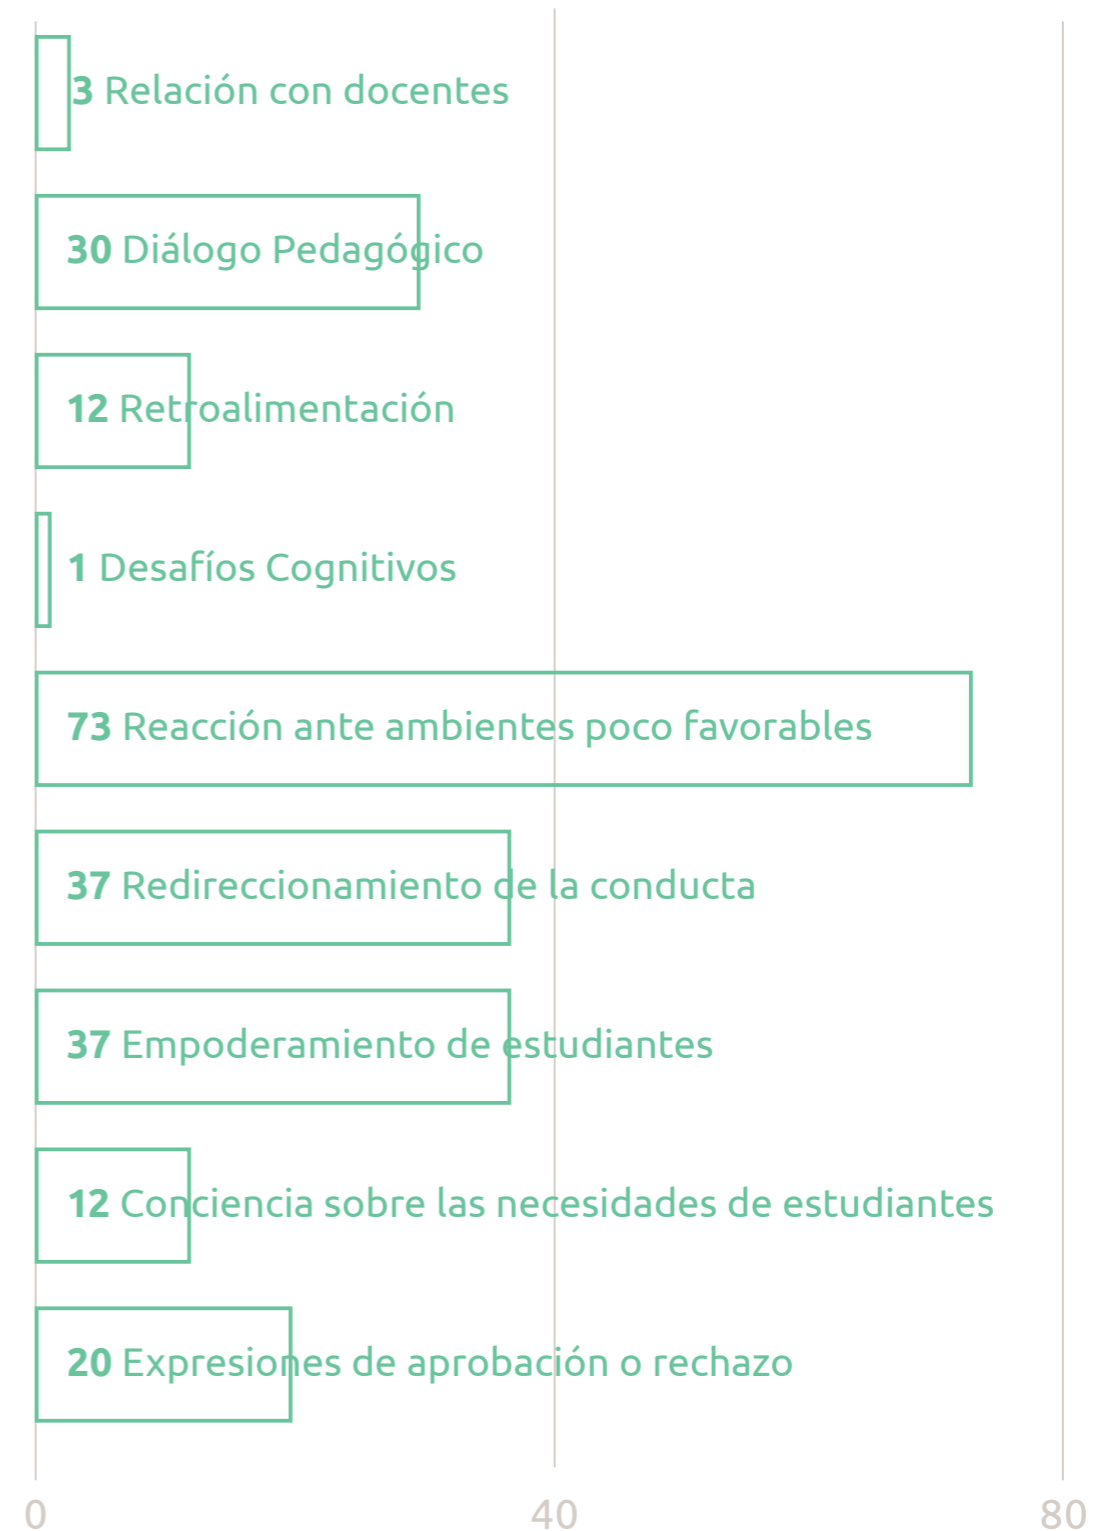 3 Relación con docentes
30 Diálogo Pedagógico
12 Retroalimentación
1 Desafíos Cognitivos
73 Reacción ante ambientes poco favorables
37 Redireccionamiento de la conducta
37 Empoderamiento de estudiantes
12 Conciencia sobre las necesidades de estudiantes
20 Expresiones de aprobación o rechazo
0 40 80